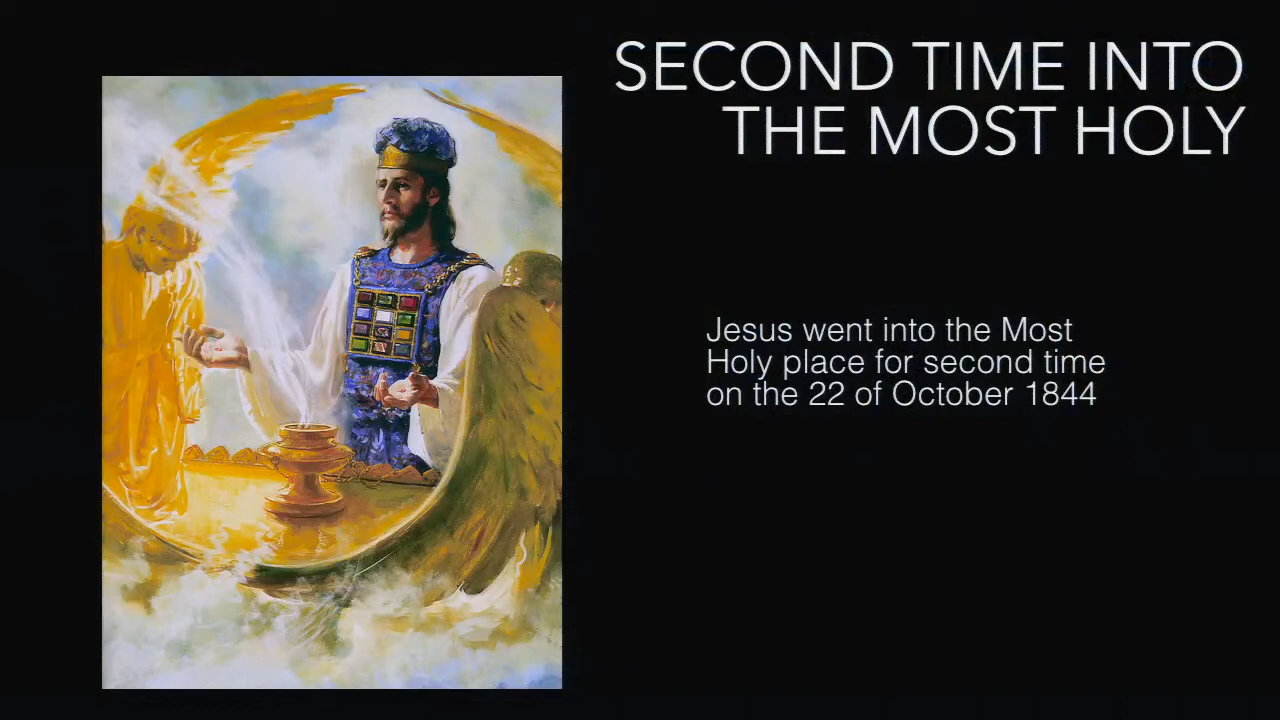 SECOND TIME INTO
THE MOST HOLY
Jesus went into the Most
Holy place for second time
on the 22 of October 1844